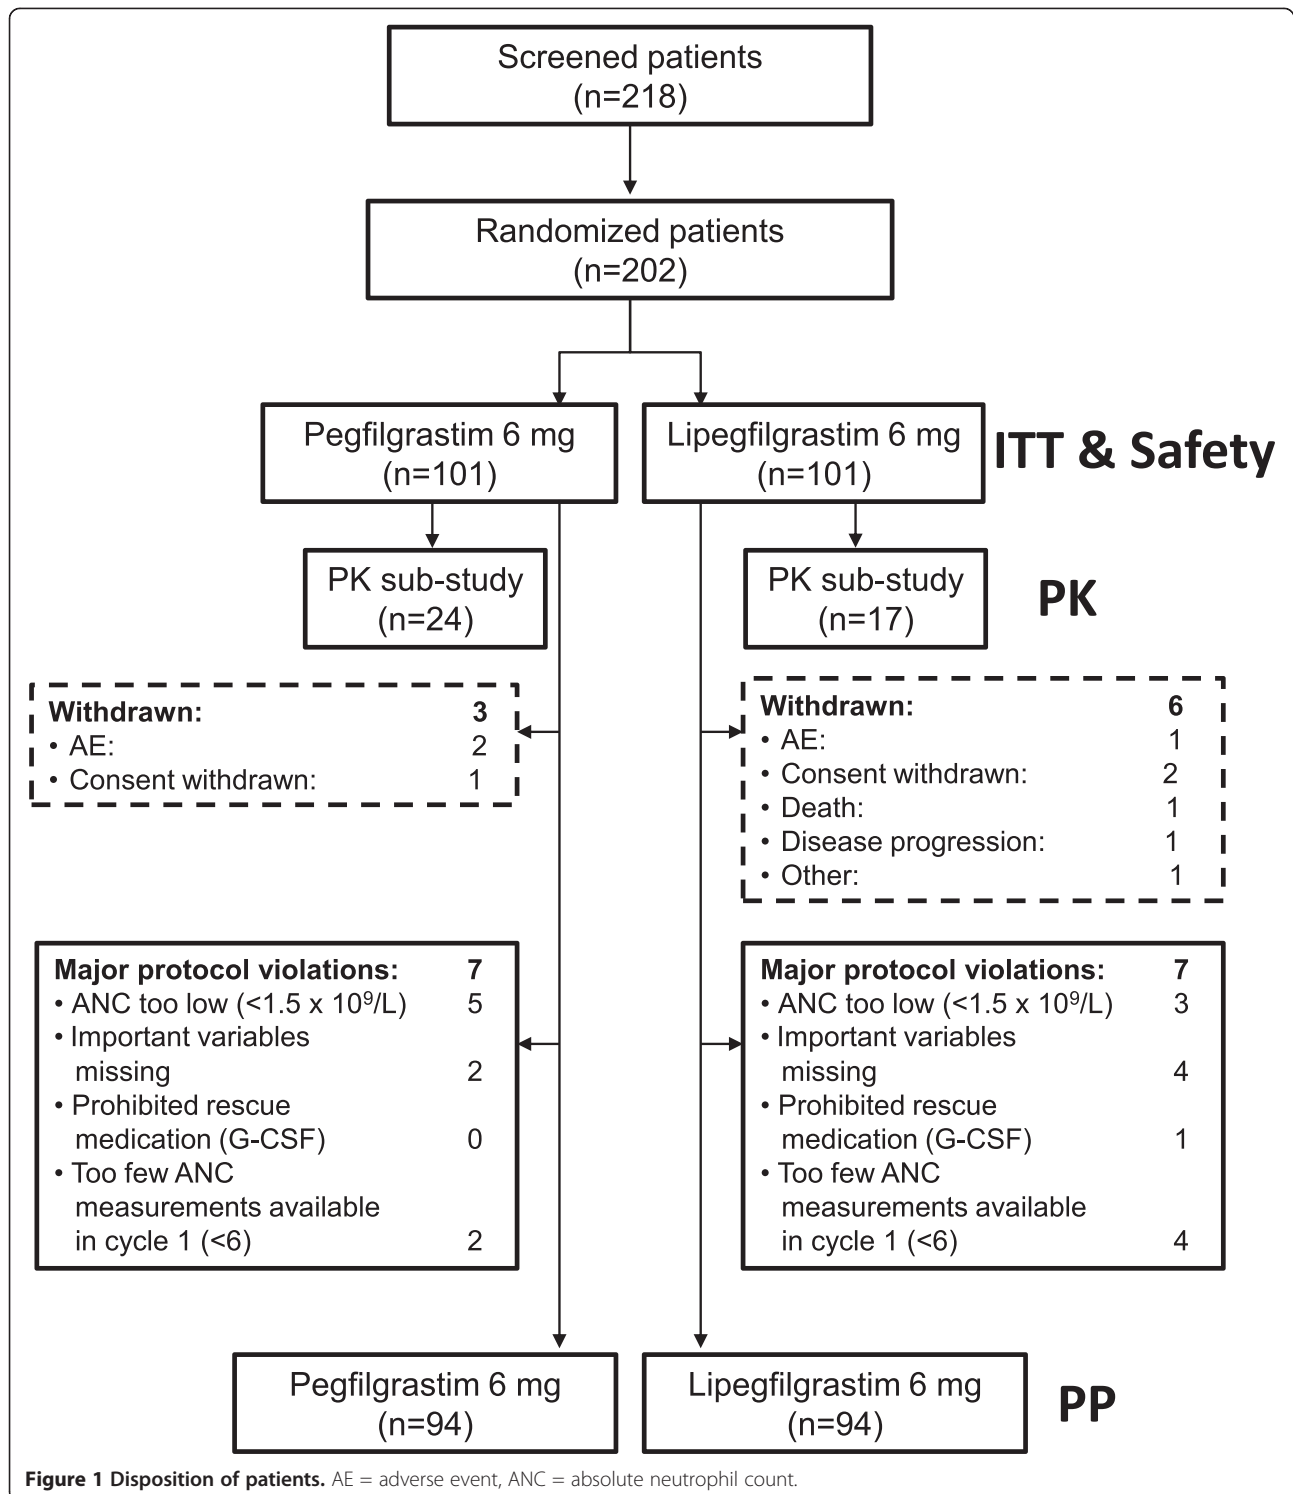 Screened patients
(n=218)
Randomized patients
(n=202)
Pegfilgrastim 6 mg
(n=101)
Lipegfilgrastim 6 mg
(n=101)
ITT & Safety
PK sub-study
(n=24)
PK sub-study
(n=17)
PK
Withdrawn: 3
• AE: 2
• Consent withdrawn: 1
Withdrawn: 6
• AE: 1
• Consent withdrawn: 2
• Death: 1
• Disease progression: 1
• Other: 1
Major protocol violations: 7
• ANC too low (<1.5 x 10⁹/L) 5
• Important variables
missing 2
• Prohibited rescue
medication (G-CSF) 0
• Too few ANC
measurements available
in cycle 1 (<6) 2
Major protocol violations: 7
• ANC too low (<1.5 x 10⁹/L) 3
• Important variables
missing 4
• Prohibited rescue
medication (G-CSF) 1
• Too few ANC
measurements available
in cycle 1 (<6) 4
Pegfilgrastim 6 mg
(n=94)
Lipegfilgrastim 6 mg
(n=94)
PP
Figure 1 Disposition of patients. AE = adverse event, ANC = absolute neutrophil count.